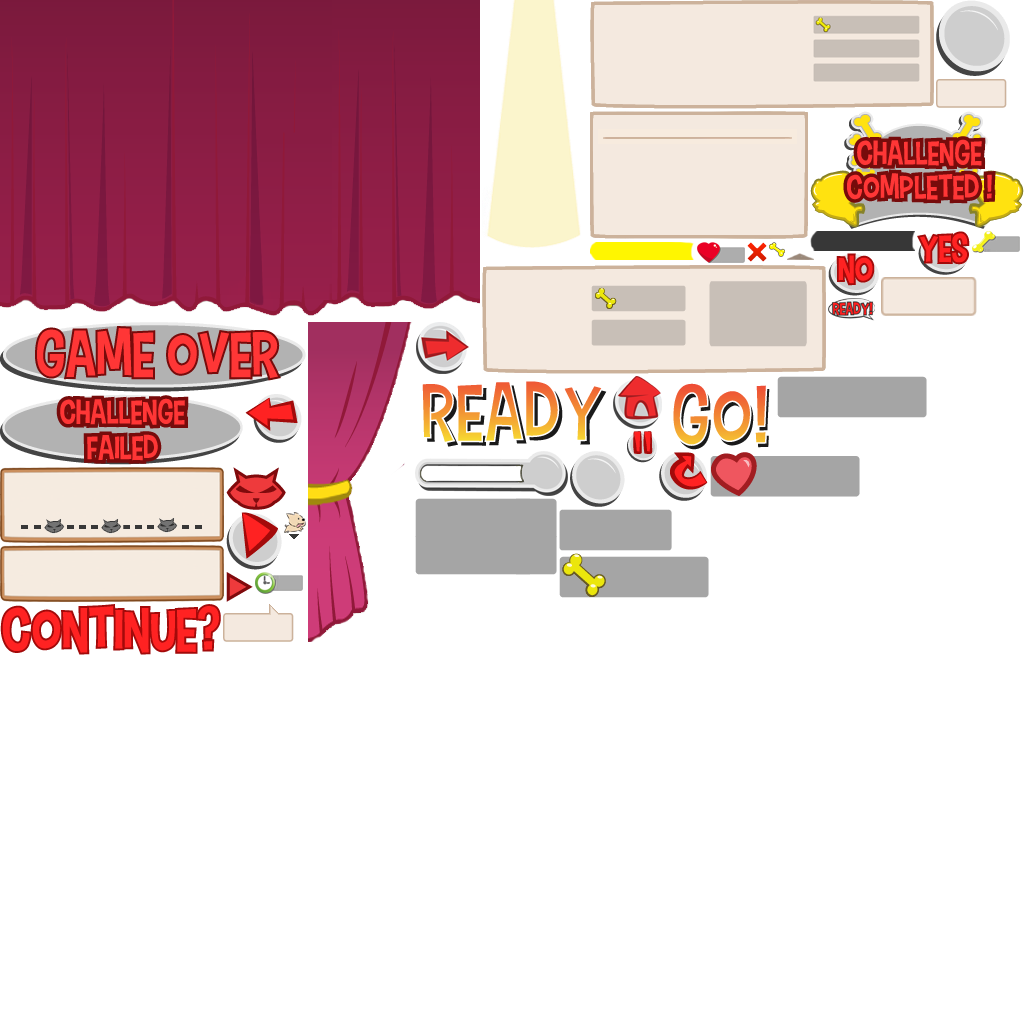 CHALLENGE
COMPLETED!
YES
NO
READY!
GAME OVER
CHALLENGE
FAILED
READY
GO!
CONTINUE?